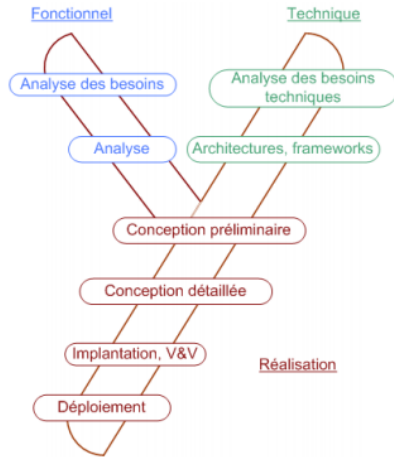 Fonctionnel
Technique
Analyse des besoins
Analyse des besoins
techniques
Analyse
Architectures, frameworks
Conception préliminaire
Conception détaillée
Implantation, V&V
Réalisation
Déploiement